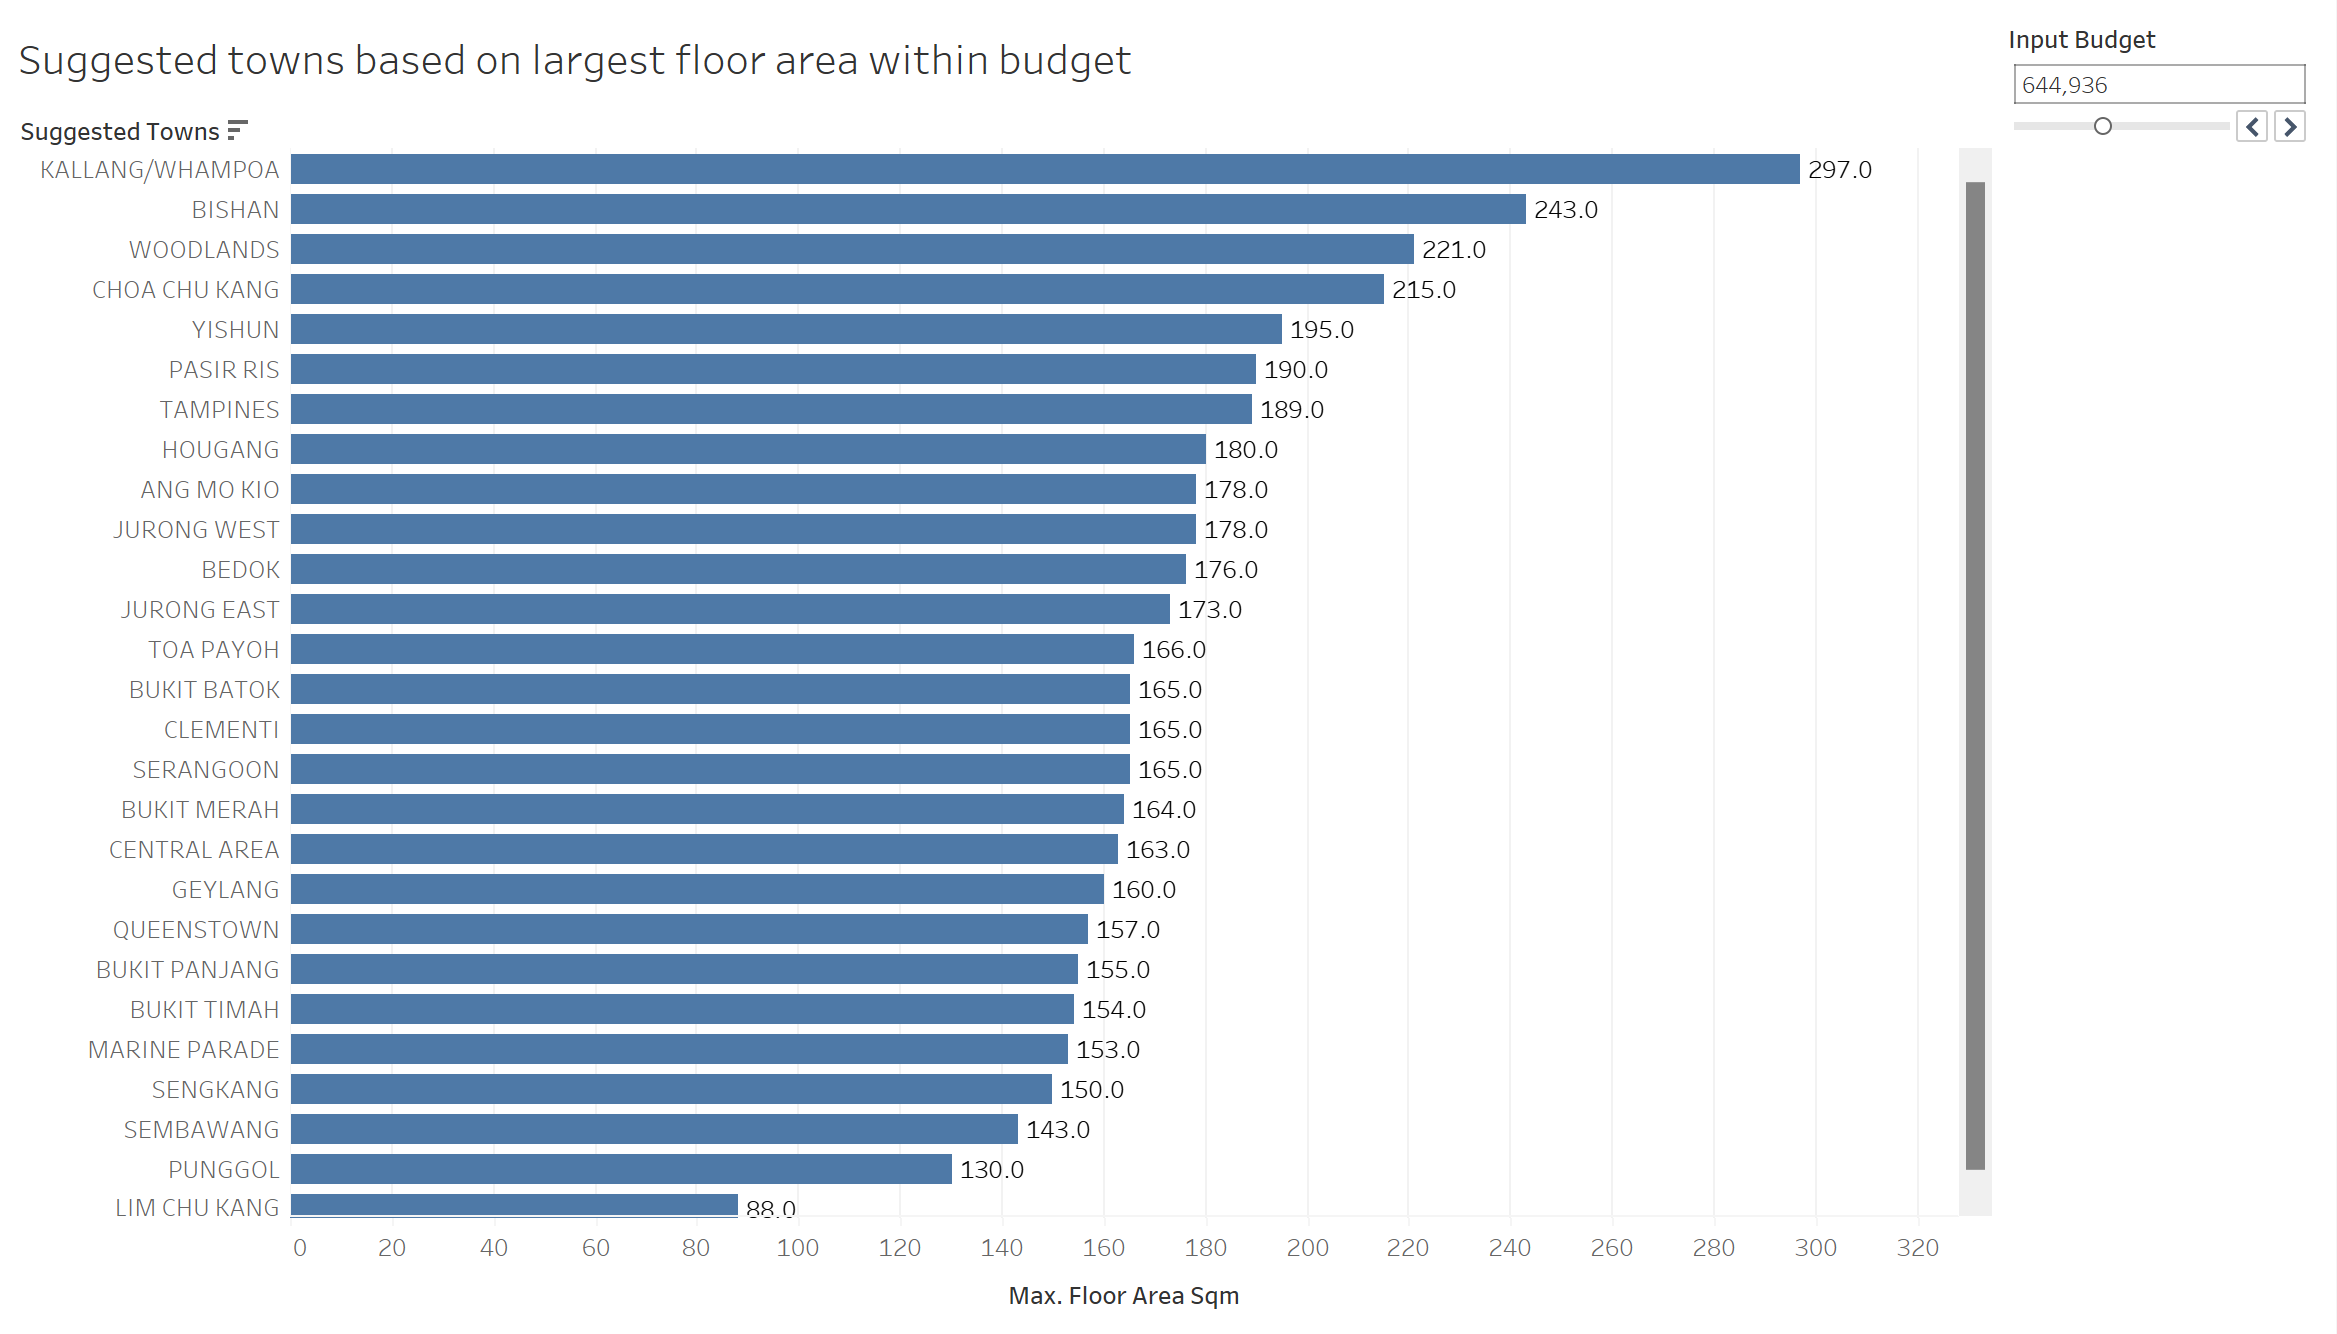 Suggested towns based on largest floor area within budget
Input Budget
644,936
Suggested Towns
KALLANG/WHAMPOA 297.0
BISHAN 243.0
WOODLANDS 221.0
CHOA CHU KANG 215.0
YISHUN 195.0
PASIR RIS 190.0
TAMPINES 189.0
HOUGANG 180.0
ANG MO KIO 178.0
JURONG WEST 178.0
BEDOK 176.0
JURONG EAST 173.0
TOA PAYOH 166.0
BUKIT BATOK 165.0
CLEMENTI 165.0
SERANGOON 165.0
BUKIT MERAH 164.0
CENTRAL AREA 163.0
GEYLANG 160.0
QUEENSTOWN 157.0
BUKIT PANJANG 155.0
BUKIT TIMAH 154.0
MARINE PARADE 153.0
SENGKANG 150.0
SEMBAWANG 143.0
PUNGGOL 130.0
LIM CHU KANG 88.0
0 20 40 60 80 100 120 140 160 180 200 220 240 260 280 300 320
Max. Floor Area Sqm